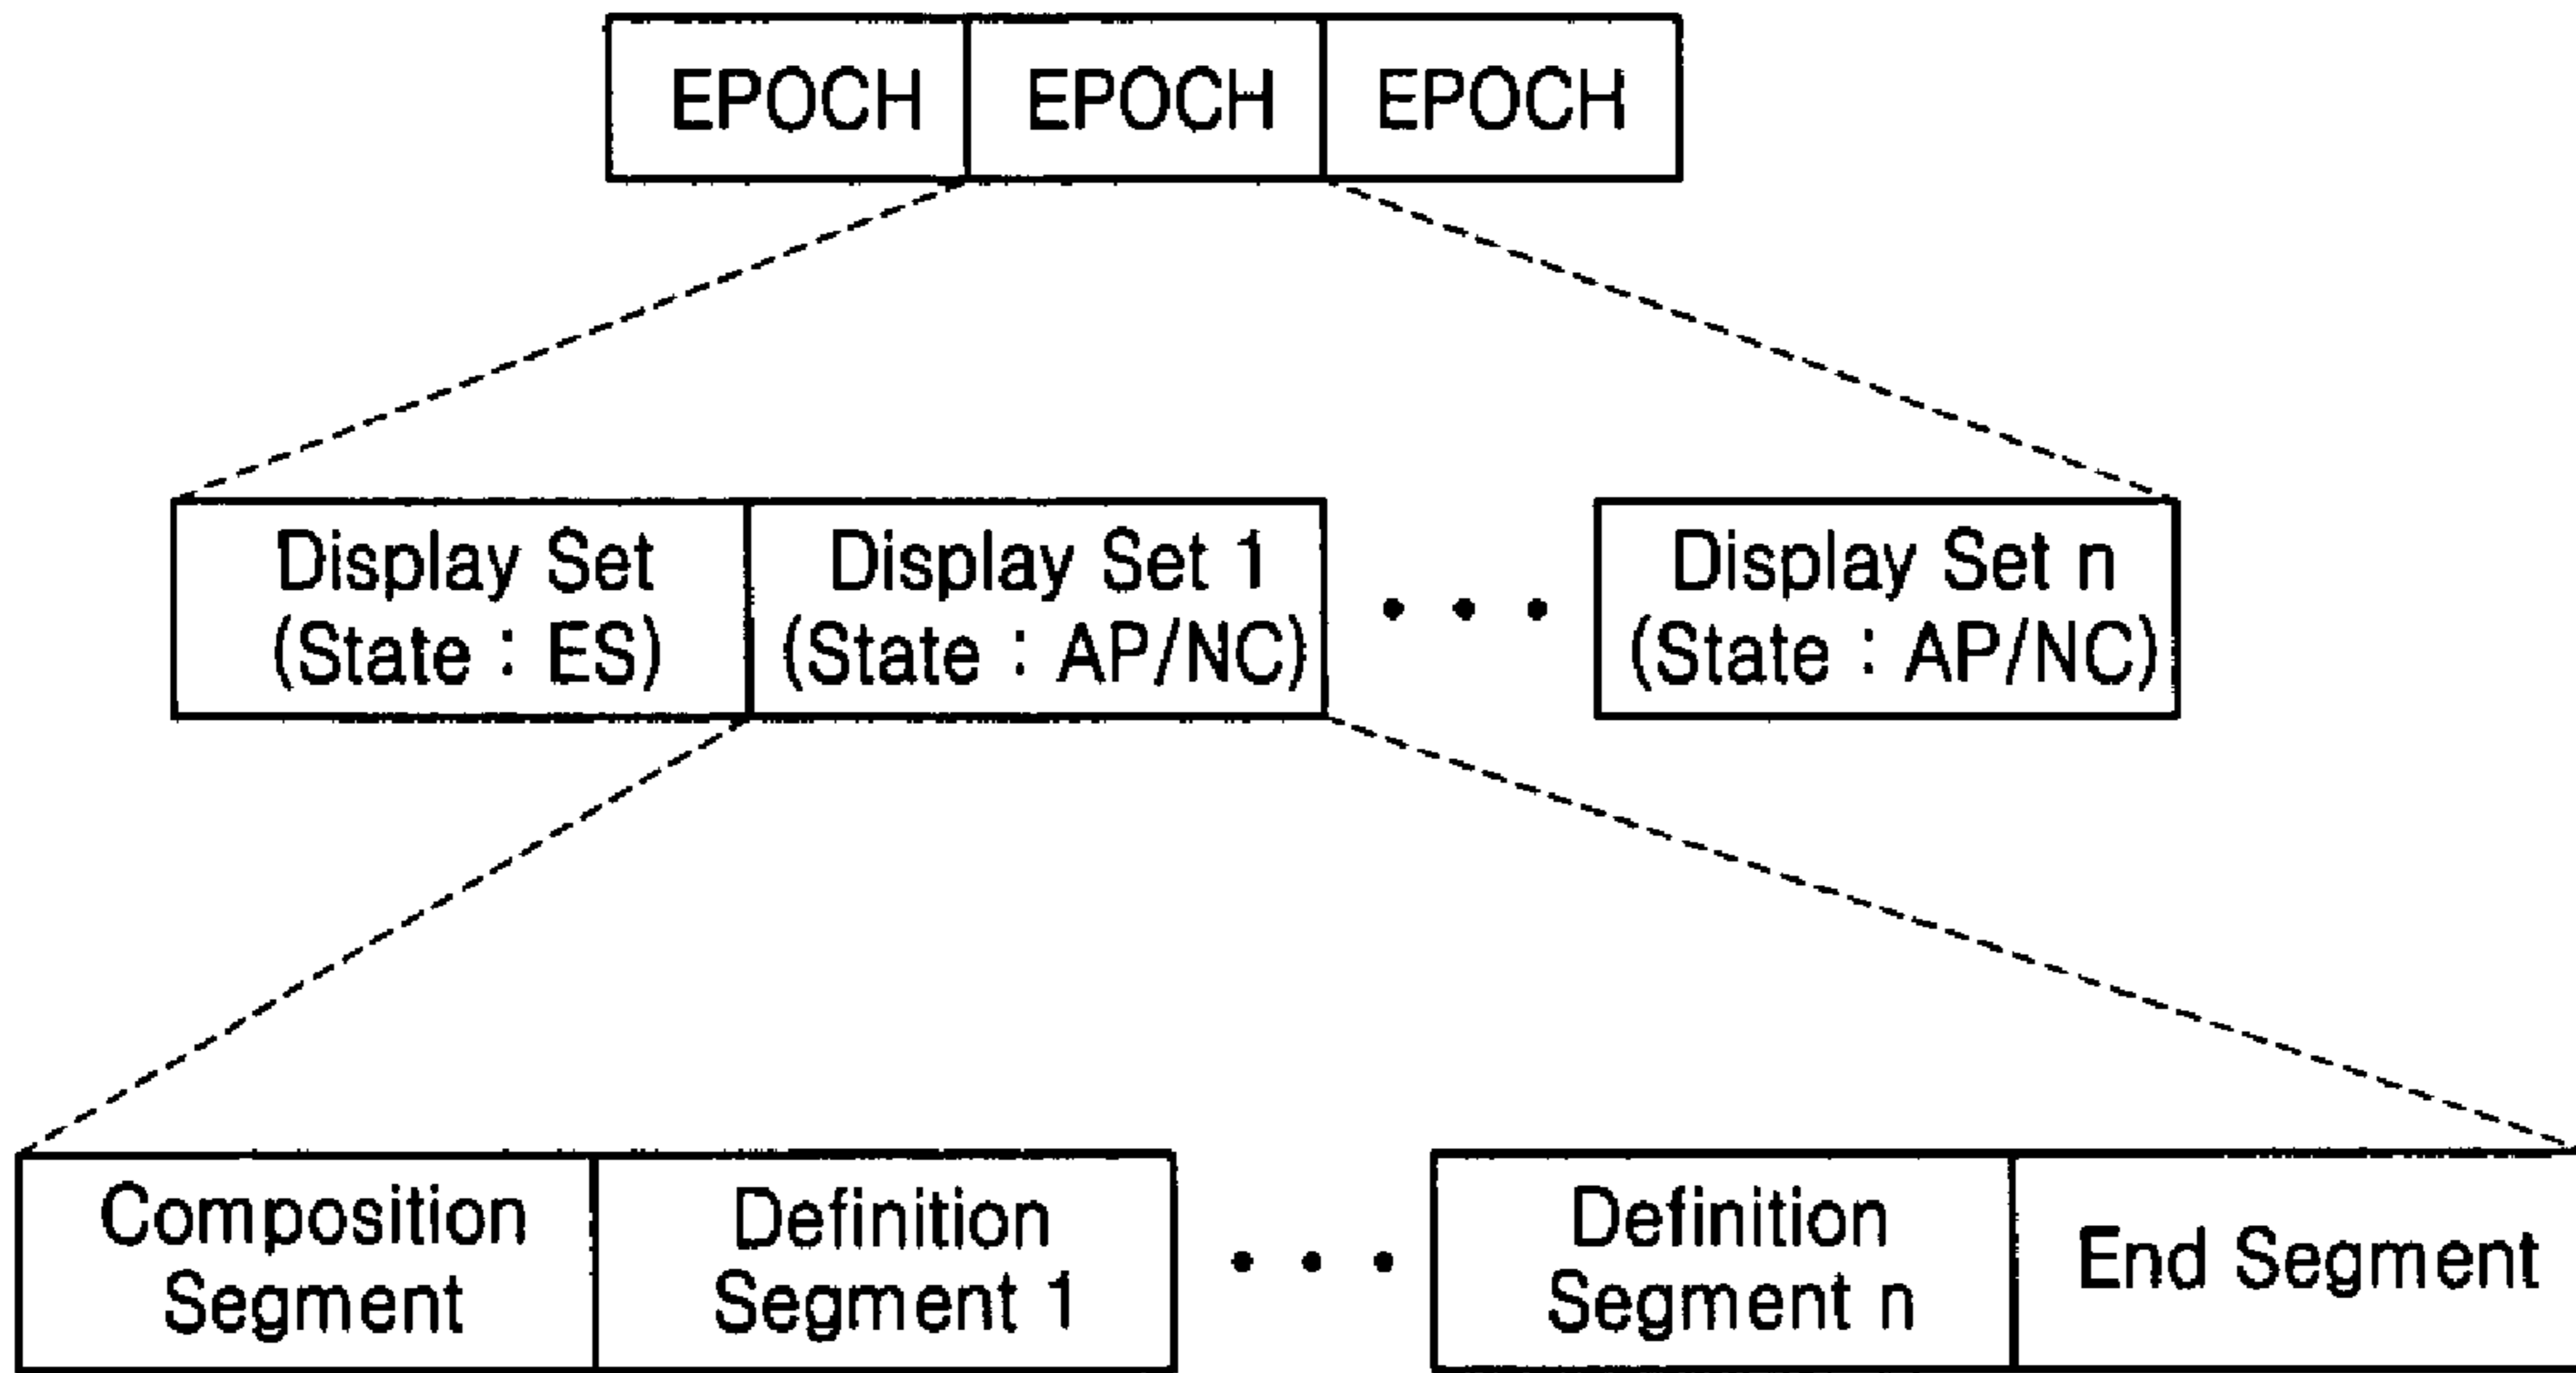 EPOCH EPOCH EPOCH
Display Set
(State : ES)
Display Set 1
(State : AP/NC)
Display Set n
(State : AP/NC)
Composition
Segment
Definition
Segment 1
Definition
Segment n
End Segment